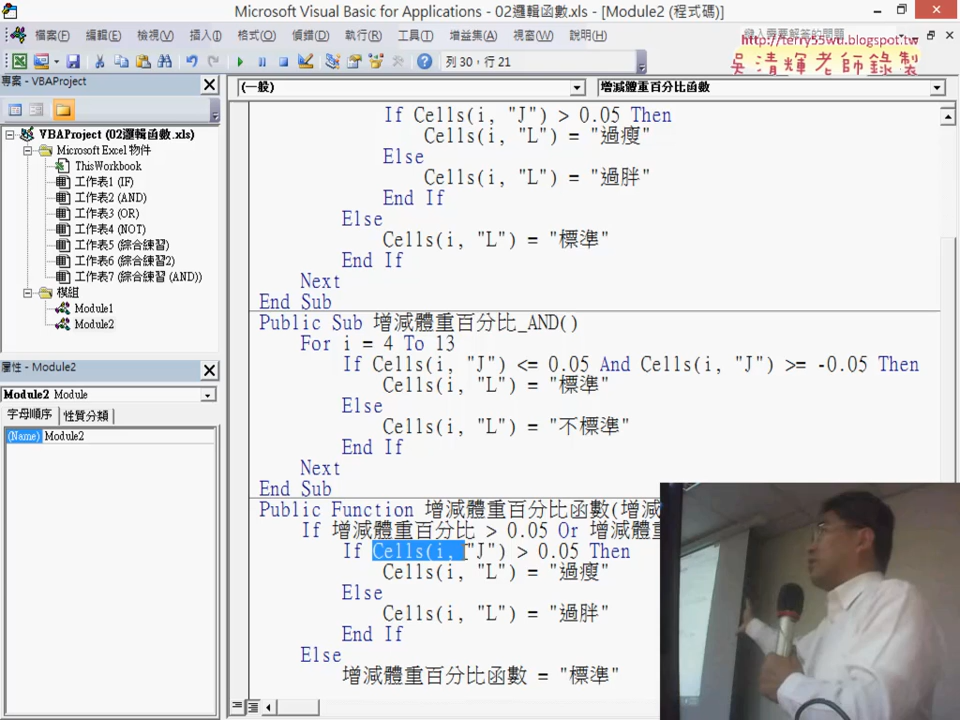 Microsoft Visual Basic for Applications - 02邏輯函數.xls - [Module2 (程式碼)]
檔案(F) 編輯(E) 檢視(V) 插入(I) 格式(O) 偵錯(D) 執行(R) 工具(T) 增益集(A) 視窗(W) 說明(H)
http://terry55wu.blogspot.tw
吳清輝老師錄製
列 30，行 21
專案 - VBAProject
(一般)
增減體重百分比函數
VBAProject (02邏輯函數.xls)
Microsoft Excel 物件
ThisWorkbook
工作表1 (IF)
工作表2 (AND)
工作表3 (OR)
工作表4 (NOT)
工作表5 (綜合練習)
工作表6 (綜合練習2)
工作表7 (綜合練習 (AND))
模組
Module1
Module2
屬性 - Module2
Module2 Module
字母順序 性質分類
(Name) Module2
If Cells(i, "J") > 0.05 Then
Cells(i, "L") = "過瘦"
Else
Cells(i, "L") = "過胖"
End If
Else
Cells(i, "L") = "標準"
End If
Next
End Sub
Public Sub 增減體重百分比_AND()
For i = 4 To 13
If Cells(i, "J") <= 0.05 And Cells(i, "J") >= -0.05 Then
Cells(i, "L") = "標準"
Else
Cells(i, "L") = "不標準"
End If
Next
End Sub
Public Function 增減體重百分比函數(增減
If 增減體重百分比 > 0.05 Or 增減體重
If Cells(i, "J") > 0.05 Then
Cells(i, "L") = "過瘦"
Else
Cells(i, "L") = "過胖"
End If
Else
增減體重百分比函數 = "標準"